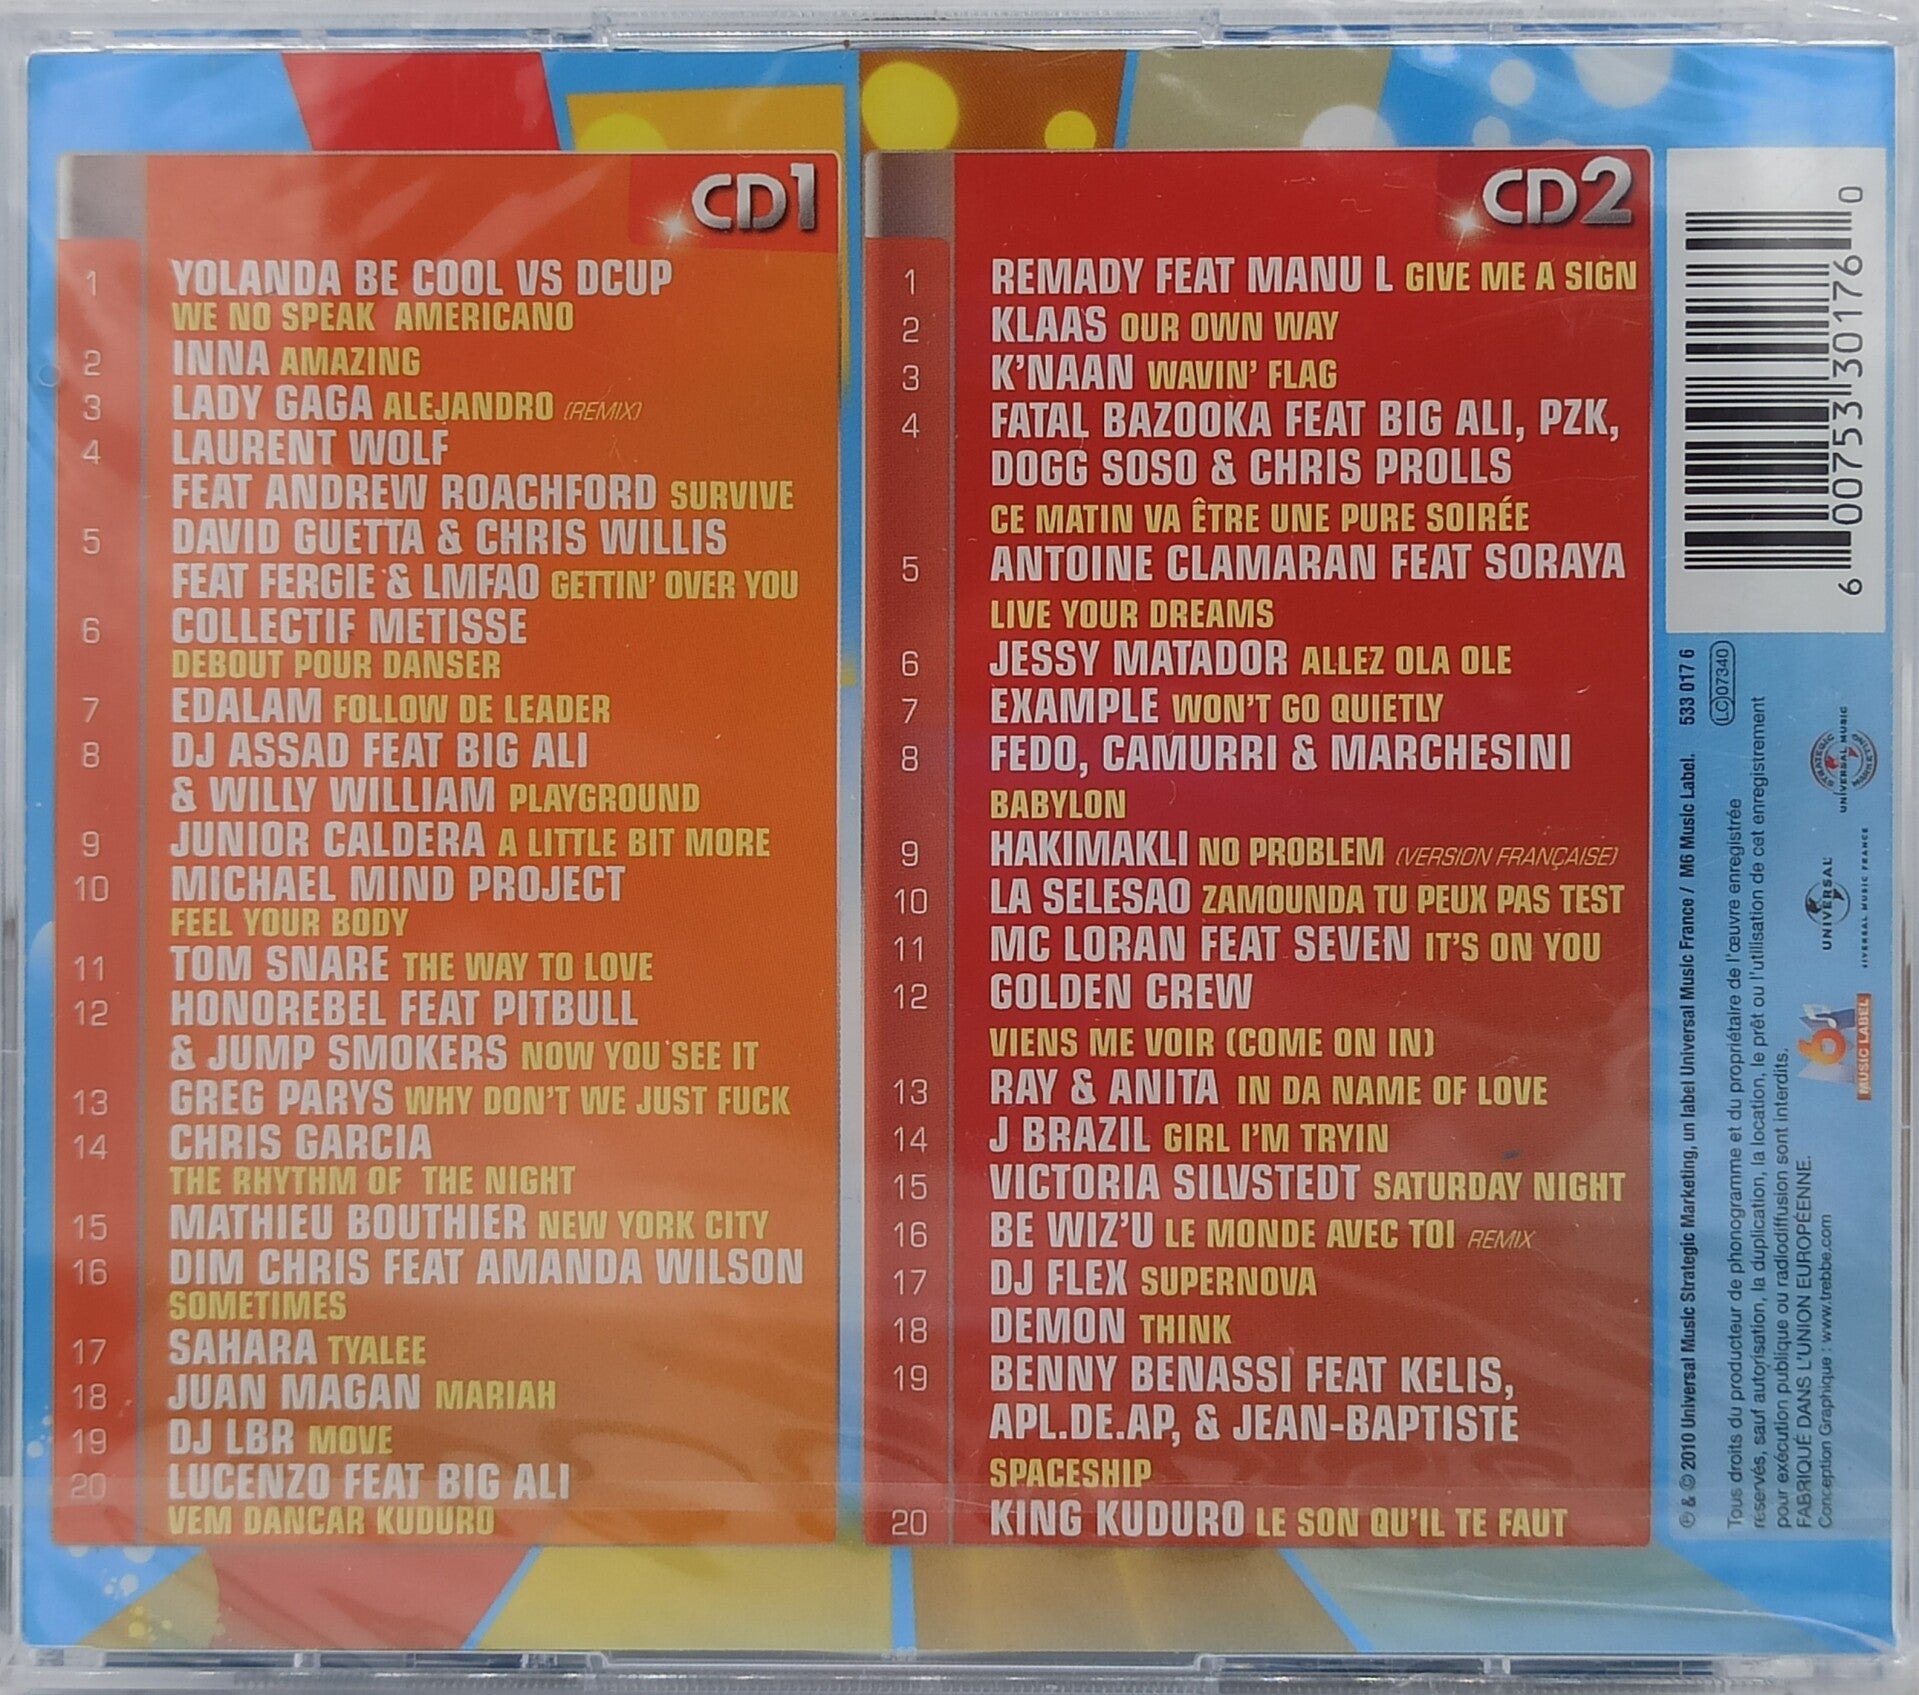 CD1
1 YOLANDA BE COOL VS DCUP
WE NO SPEAK AMERICANO
2 INNA AMAZING
3 LADY GAGA ALEJANDRO (REMIX)
4 LAURENT WOLF
FEAT ANDREW ROACHFORD SURVIVE
5 DAVID GUETTA & CHRIS WILLIS
FEAT FERGIE & LMFAO GETTIN' OVER YOU
6 COLLECTIF METISSE
DEBOUT POUR DANSER
7 EDALAM FOLLOW DE LEADER
8 DJ ASSAD FEAT BIG ALI
& WILLY WILLIAM PLAYGROUND
9 JUNIOR CALDERA A LITTLE BIT MORE
10 MICHAEL MIND PROJECT
FEEL YOUR BODY
11 TOM SNARE THE WAY TO LOVE
12 HONOREBEL FEAT PITBULL
& JUMP SMOKERS NOW YOU SEE IT
13 GREG PARYS WHY DON'T WE JUST FUCK
14 CHRIS GARCIA
THE RHYTHM OF THE NIGHT
15 MATHIEU BOUTHIER NEW YORK CITY
16 DIM CHRIS FEAT AMANDA WILSON
SOMETIMES
17 SAHARA TYALEE
18 JUAN MAGAN MARIAH
19 DJ LBR MOVE
20 LUCENZO FEAT BIG ALI
VEM DANCAR KUDURO
CD2
1 REMADY FEAT MANU L GIVE ME A SIGN
2 KLAAS OUR OWN WAY
3 K'NAAN WAVIN' FLAG
4 FATAL BAZOOKA FEAT BIG ALI, PZK,
DOGG SOSO & CHRIS PROLLS
CE MATIN VA ÊTRE UNE PURE SOIRÉE
5 ANTOINE CLAMARAN FEAT SORAYA
LIVE YOUR DREAMS
6 JESSY MATADOR ALLEZ OLA OLE
7 EXAMPLE WON'T GO QUIETLY
8 FEDO, CAMURRI & MARCHESINI
BABYLON
9 HAKIMAKLI NO PROBLEM (VERSION FRANÇAISE)
10 LA SELESAO ZAMOUNDA TU PEUX PAS TEST
11 MC LORAN FEAT SEVEN IT'S ON YOU
12 GOLDEN CREW
VIENS ME VOIR (COME ON IN)
13 RAY & ANITA IN DA NAME OF LOVE
14 J BRAZIL GIRL I'M TRYIN
15 VICTORIA SILVSTEDT SATURDAY NIGHT
16 BE WIZ'U LE MONDE AVEC TOI REMIX
17 DJ FLEX SUPERNOVA
18 DEMON THINK
19 BENNY BENASSI FEAT KELIS,
APL.DE.AP, & JEAN-BAPTISTE
SPACESHIP
20 KING KUDURO LE SON QU'IL TE FAUT
6 00753 30176 0
℗ & © 2010 Universal Music Strategic Marketing, un label Universal Music France / M6 Music Label. 533 017 6
LC 07340
Tous droits du producteur de phonogramme et du propriétaire de l'œuvre enregistrée
réservés, sauf autorisation, la duplication, la location, le prêt ou l'utilisation de cet enregistrement
pour exécution publique ou radiodiffusion sont interdits.
FABRIQUÉ DANS L'UNION EUROPÉENNE.
Conception Graphique : www.trebbe.com
M6 MUSIC LABEL
UNIVERSAL
UNIVERSAL MUSIC FRANCE
STRATEGIC MARKETING
UNIVERSAL MUSIC